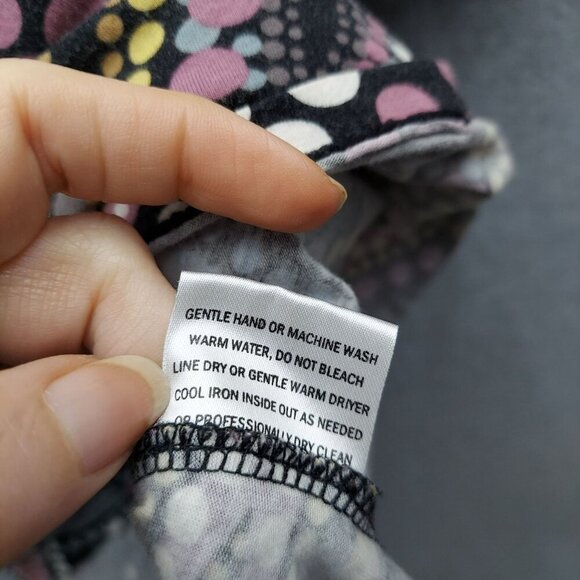 GENTLE HAND OR MACHINE WASH
WARM WATER, DO NOT BLEACH
LINE DRY OR GENTLE WARM DRIYER
COOL IRON INSIDE OUT AS NEEDED
OR PROFESSIONALLY DRY CLEAN